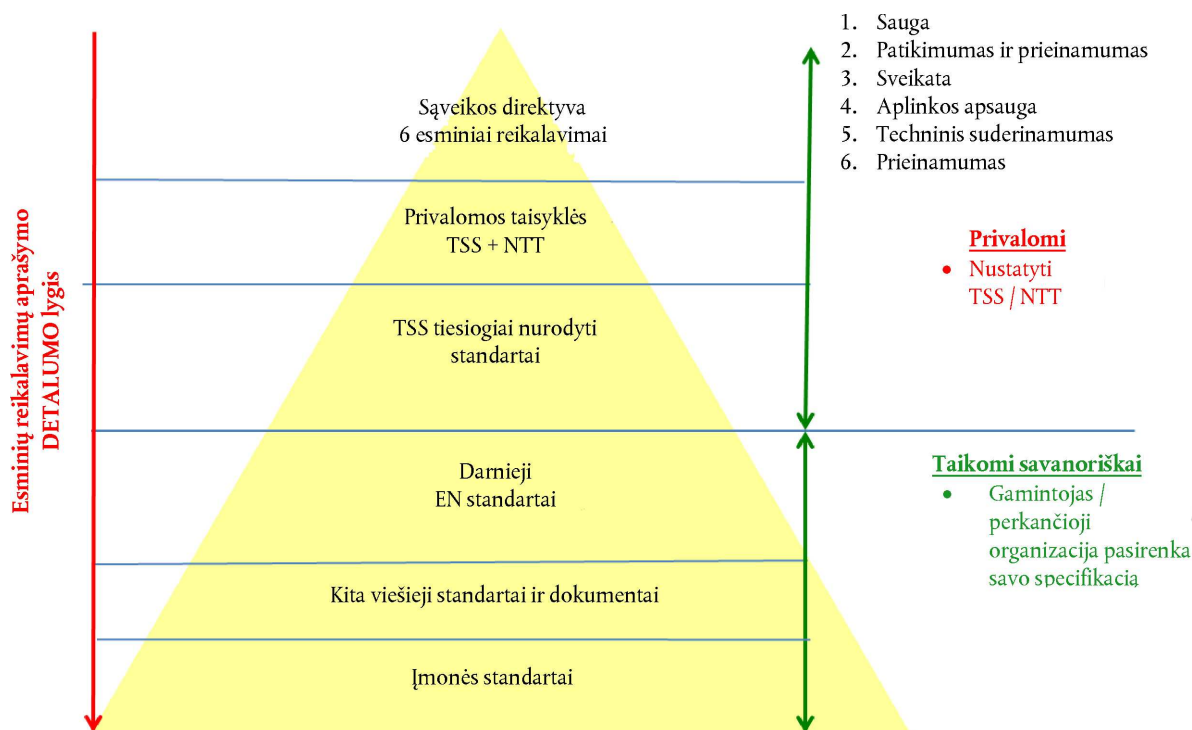 1. Sauga
2. Patikimumas ir prieinamumas
3. Sveikata
4. Aplinkos apsauga
5. Techninis suderinamumas
6. Prieinamumas
Sąveikos direktyva
6 esminiai reikalavimai
Privalomos taisyklės
TSS + NTT
TSS tiesiogiai nurodyti
standartai
Darnieji
EN standartai
Kita viešieji standartai ir dokumentai
Įmonės standartai
Esminių reikalavimų aprašymo
DETALUMO lygis
Privalomi
• Nustatyti
TSS / NTT
Taikomi savanoriškai
• Gamintojas /
perkančioji
organizacija pasirenka
savo specifikacią